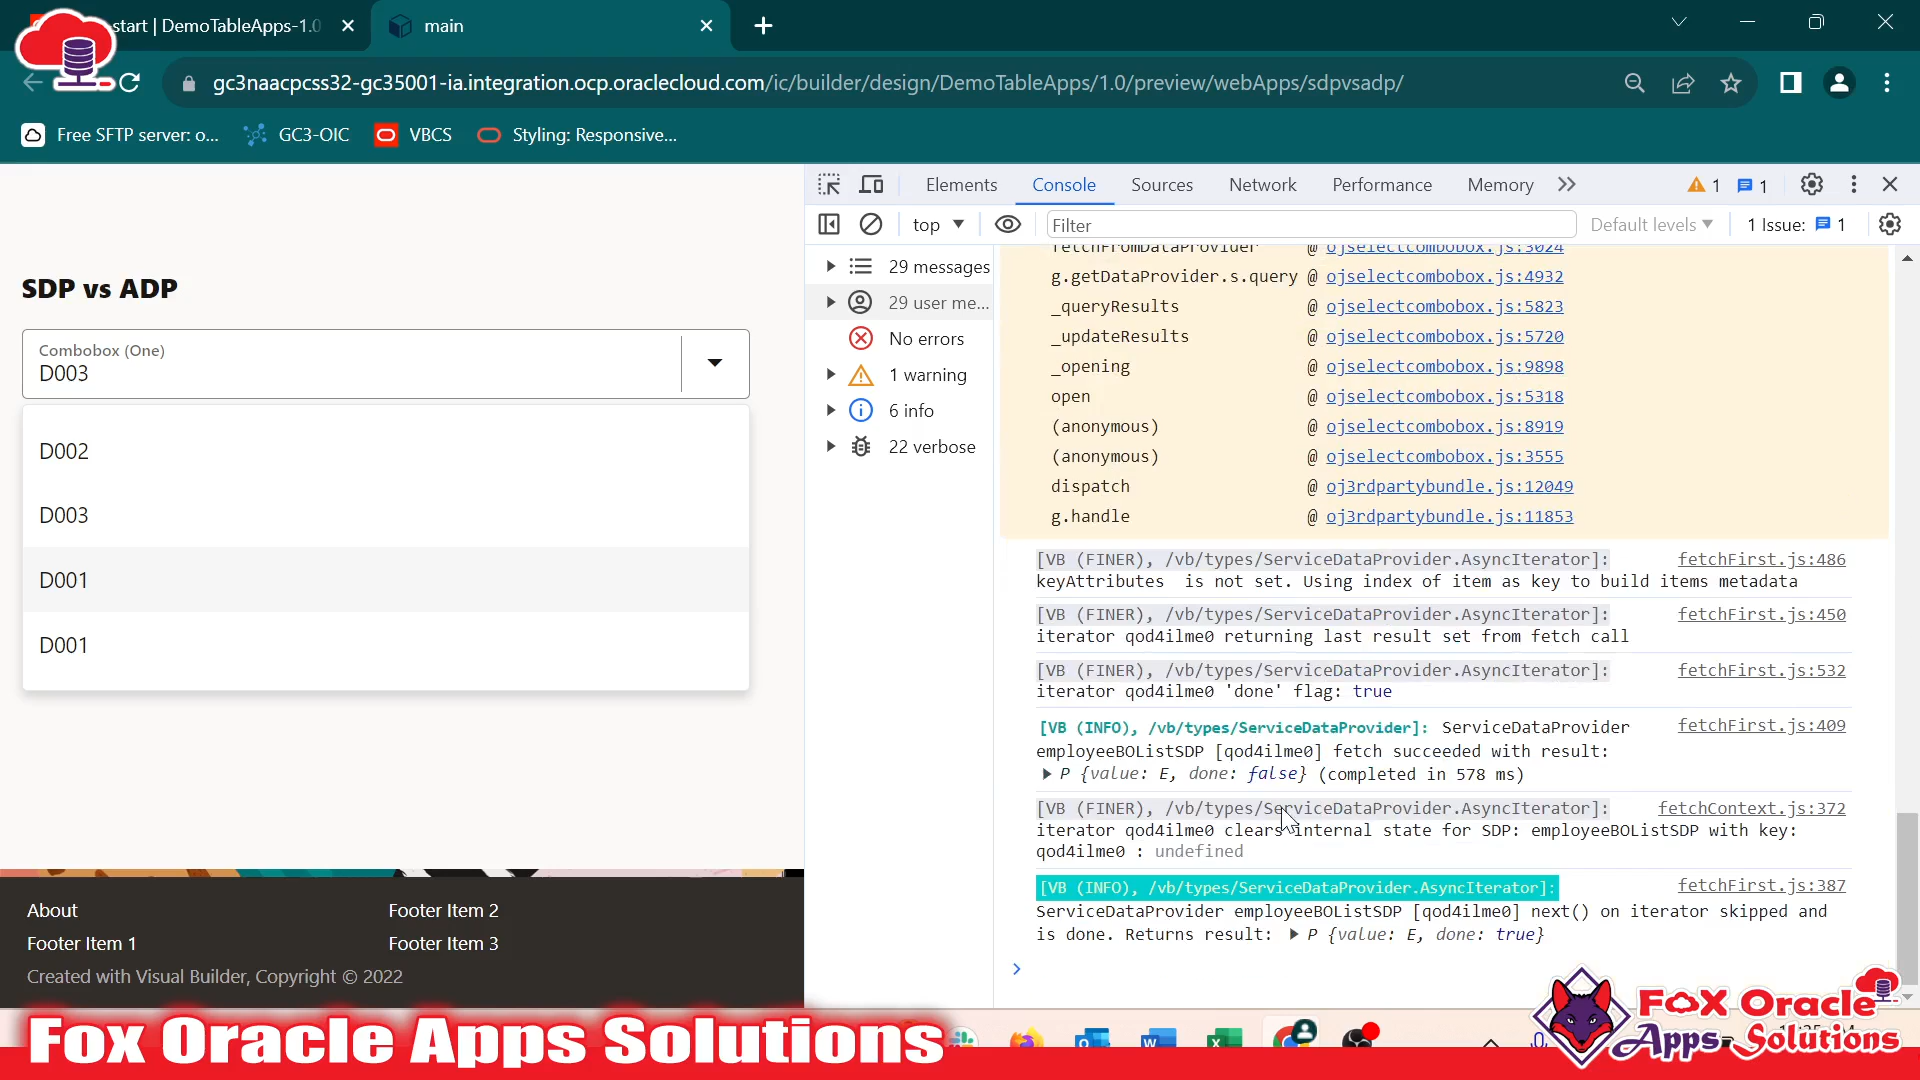 start | DemoTableApps-1.0
main
gc3naacpcss32-gc35001-ia.integration.ocp.oraclecloud.com/ic/builder/design/DemoTableApps/1.0/preview/webApps/sdpvsadp/
Free SFTP server: o...
GC3-OIC
VBCS
Styling: Responsive...
SDP vs ADP
Combobox (One)
D003
D002
D003
D001
D001
About
Footer Item 2
Footer Item 1
Footer Item 3
Created with Visual Builder, Copyright © 2022
Elements
Console
Sources
Network
Performance
Memory
1
1
top
Filter
Default levels
1 Issue: 1
29 messages
29 user me...
No errors
1 warning
6 info
22 verbose
fetchFromDataProvider @ ojselectcombobox.js:3024
g.getDataProvider.s.query @ ojselectcombobox.js:4932
_queryResults @ ojselectcombobox.js:5823
_updateResults @ ojselectcombobox.js:5720
_opening @ ojselectcombobox.js:9898
open @ ojselectcombobox.js:5318
(anonymous) @ ojselectcombobox.js:8919
(anonymous) @ ojselectcombobox.js:3555
dispatch @ oj3rdpartybundle.js:12049
g.handle @ oj3rdpartybundle.js:11853
[VB (FINER), /vb/types/ServiceDataProvider.AsyncIterator]: fetchFirst.js:486
keyAttributes is not set. Using index of item as key to build items metadata
[VB (FINER), /vb/types/ServiceDataProvider.AsyncIterator]: fetchFirst.js:450
iterator qod4ilme0 returning last result set from fetch call
[VB (FINER), /vb/types/ServiceDataProvider.AsyncIterator]: fetchFirst.js:532
iterator qod4ilme0 'done' flag: true
[VB (INFO), /vb/types/ServiceDataProvider]: ServiceDataProvider fetchFirst.js:409
employeeBOListSDP [qod4ilme0] fetch succeeded with result:
P {value: E, done: false} (completed in 578 ms)
[VB (FINER), /vb/types/ServiceDataProvider.AsyncIterator]: fetchContext.js:372
iterator qod4ilme0 clears internal state for SDP: employeeBOListSDP with key:
qod4ilme0 : undefined
[VB (INFO), /vb/types/ServiceDataProvider.AsyncIterator]: fetchFirst.js:387
ServiceDataProvider employeeBOListSDP [qod4ilme0] next() on iterator skipped and
is done. Returns result: P {value: E, done: true}
Fox Oracle Apps Solutions
Fox Oracle
Apps Solutions